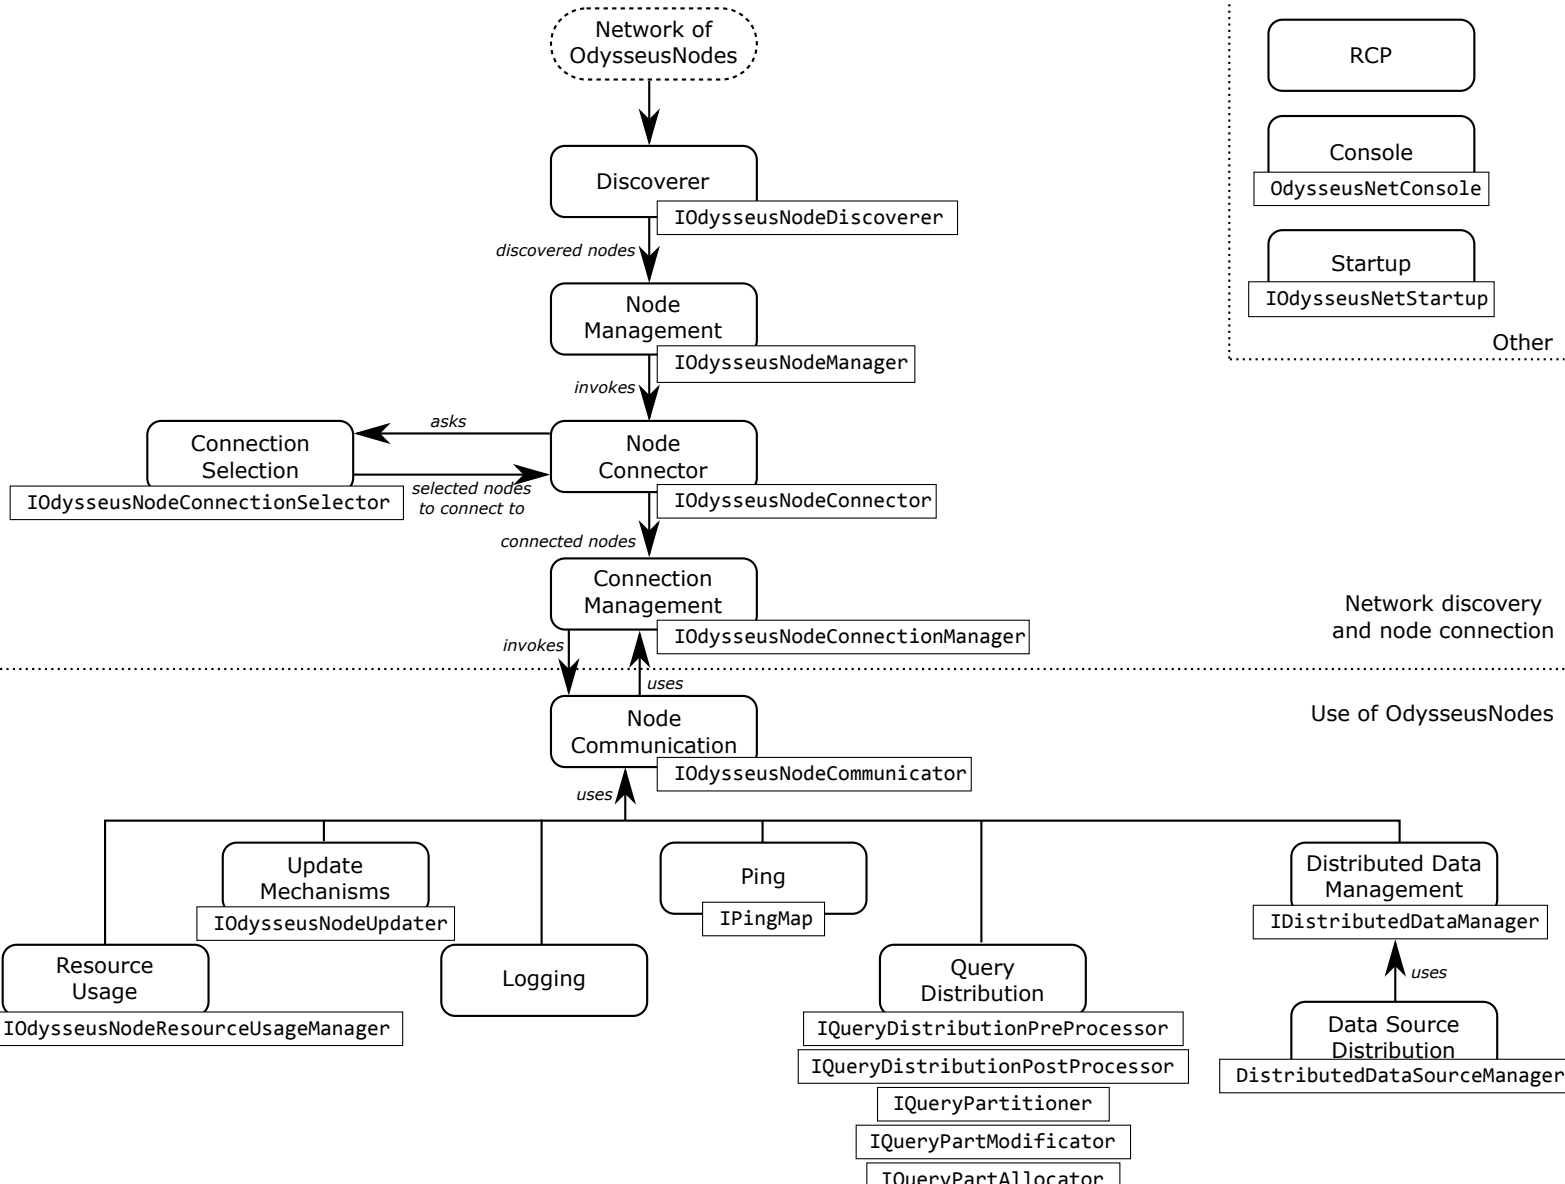 Network of
OdysseusNodes
RCP
Console
OdysseusNetConsole
Startup
IOdysseusNetStartup
Other
Discoverer
IOdysseusNodeDiscoverer
discovered nodes
Node
Management
IOdysseusNodeManager
invokes
asks
Connection
Selection
IOdysseusNodeConnectionSelector
selected nodes
to connect to
Node
Connector
IOdysseusNodeConnector
connected nodes
Connection
Management
IOdysseusNodeConnectionManager
Network discovery
and node connection
invokes
uses
Use of OdysseusNodes
Node
Communication
IOdysseusNodeCommunicator
uses
Update
Mechanisms
IOdysseusNodeUpdater
Ping
IPingMap
Distributed Data
Management
IDistributedDataManager
Resource
Usage
IOdysseusNodeResourceUsageManager
Logging
Query
Distribution
IQueryDistributionPreProcessor
IQueryDistributionPostProcessor
IQueryPartitioner
IQueryPartModificator
IQueryPartAllocator
uses
Data Source
Distribution
DistributedDataSourceManager